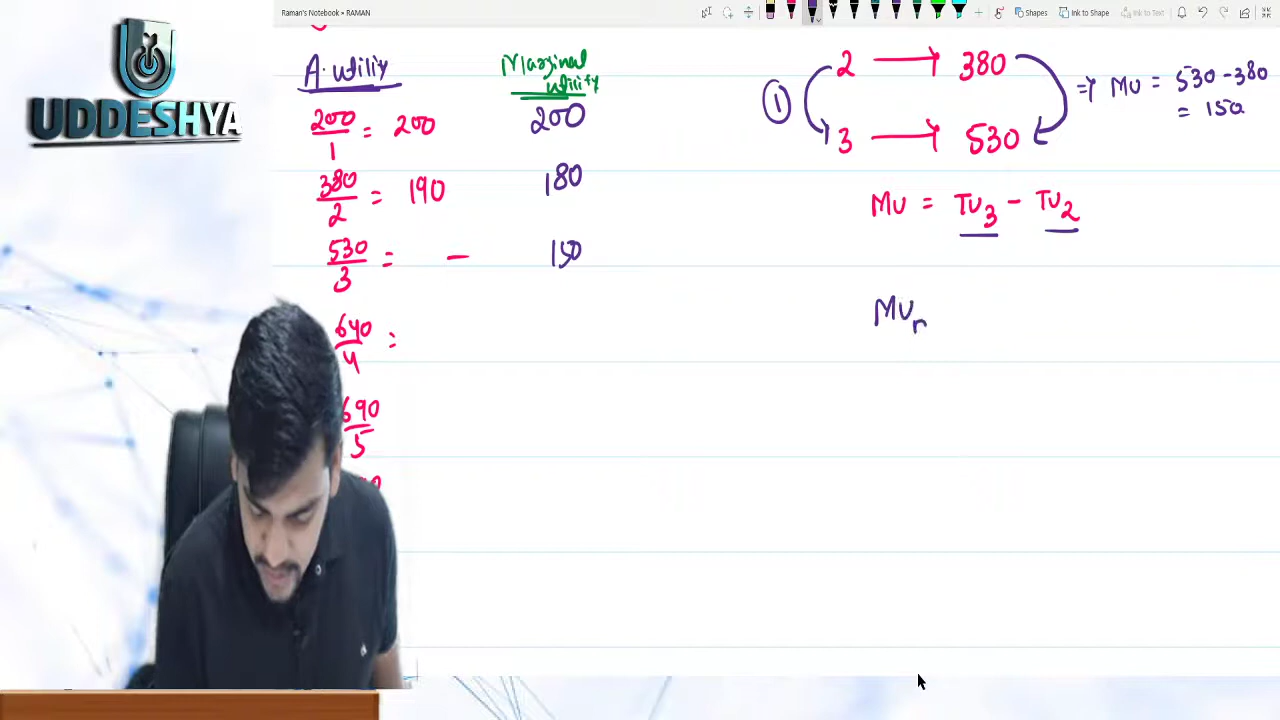 Raman's Notebook > RAMAN
Shapes Ink to Shape Ink to Text
UDDESHYA
A. utiliy
Marginal utility
200/1 = 200
200
380/2 = 190
180
530/3 = –
150
640/4 =
690/5
① 2 → 380
3 → 530
⇒ MU = 530 - 380
= 150
MU = TU₃ - TU₂
MUₙ